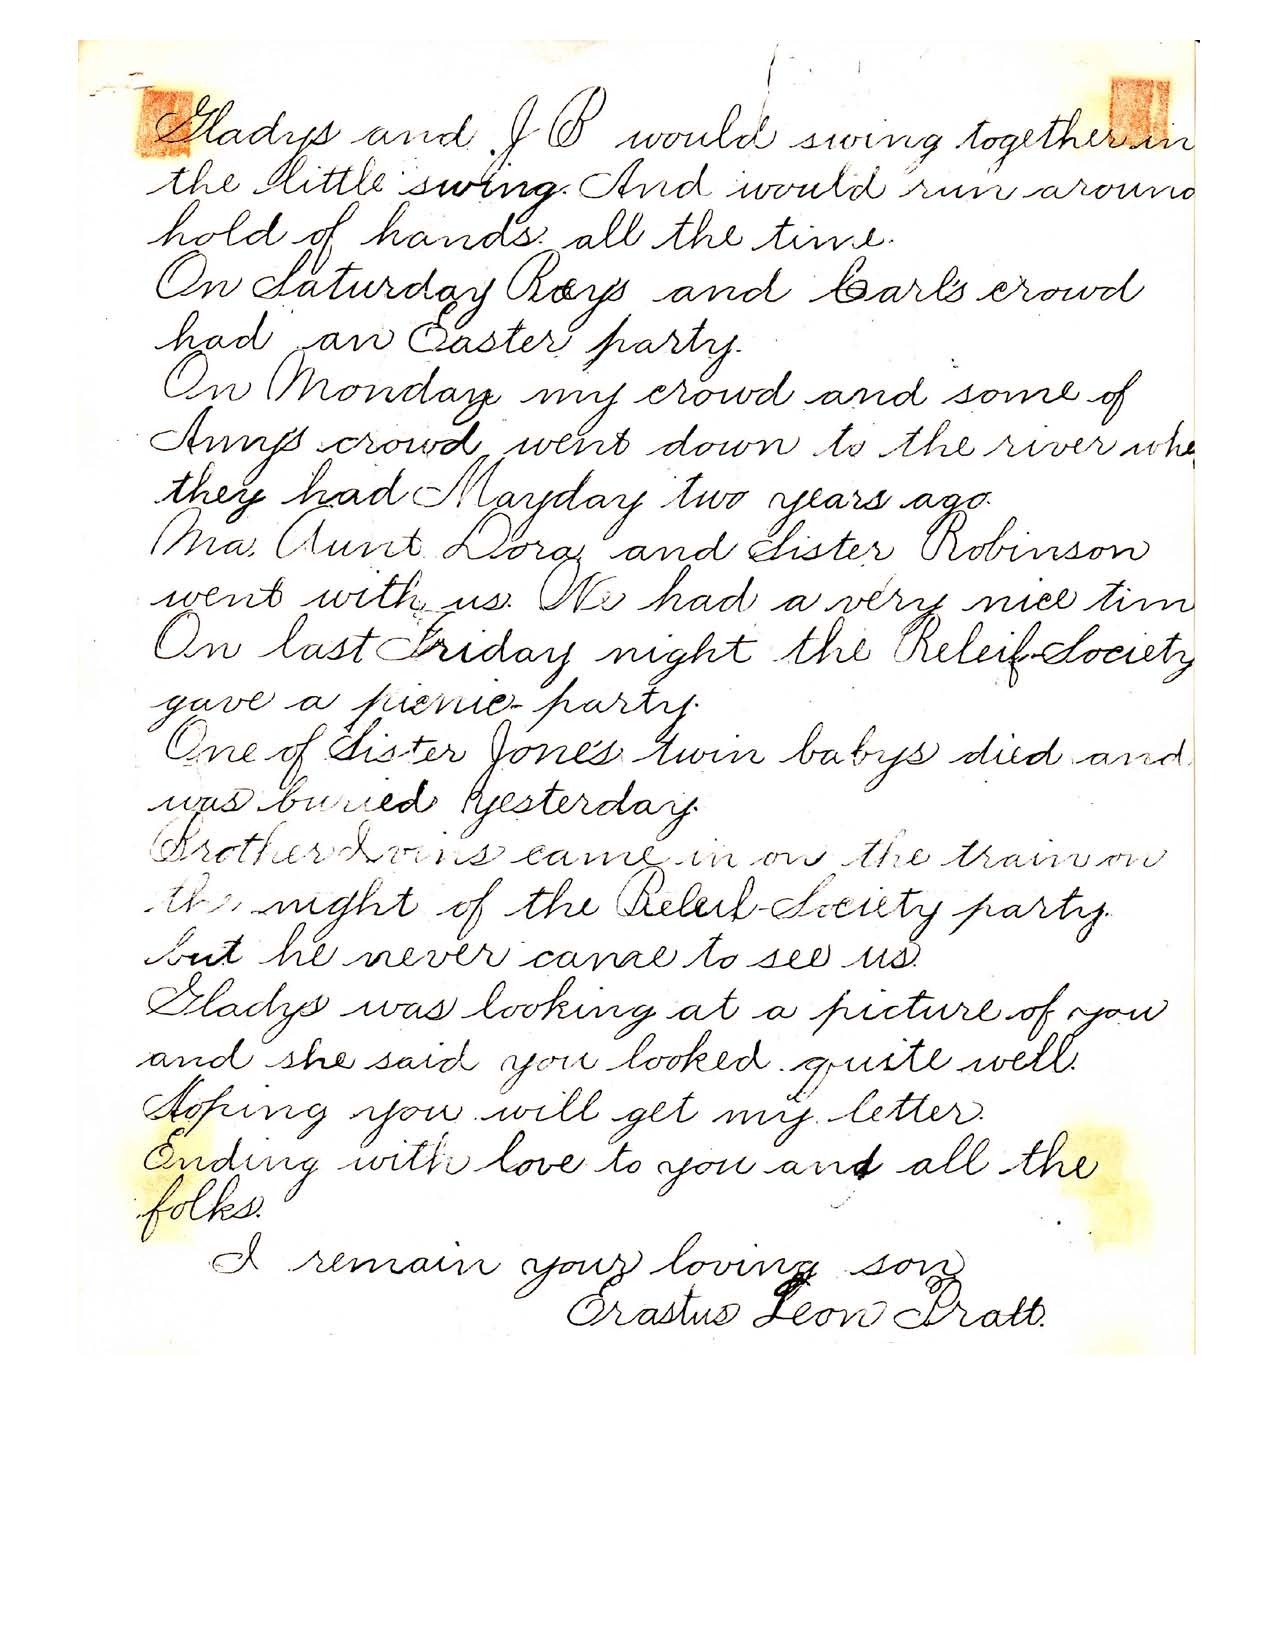 Gladys and J B would swing together in
the little swing. And would run around
hold of hands all the time.
On Saturday Roy's and Carl's crowd
had an Easter party.
On Monday my crowd and some of
Amy's crowd went down to the river whe
they had Mayday two years ago.
Ma. Aunt Dora and Sister Robinson
went with us. We had a very nice tim
On last Friday night the Releif-Society
gave a picnic-party.
One of Sister Jone's twin babys died and
was buried yesterday.
Brother Ivins came in on the train on
the night of the Releif-Society party.
but he never came to see us.
Gladys was looking at a picture of you
and she said you looked quite well.
Hoping you will get my letter.
Ending with love to you and all the
folks.
I remain your loving son
Erastus Leon Pratt.